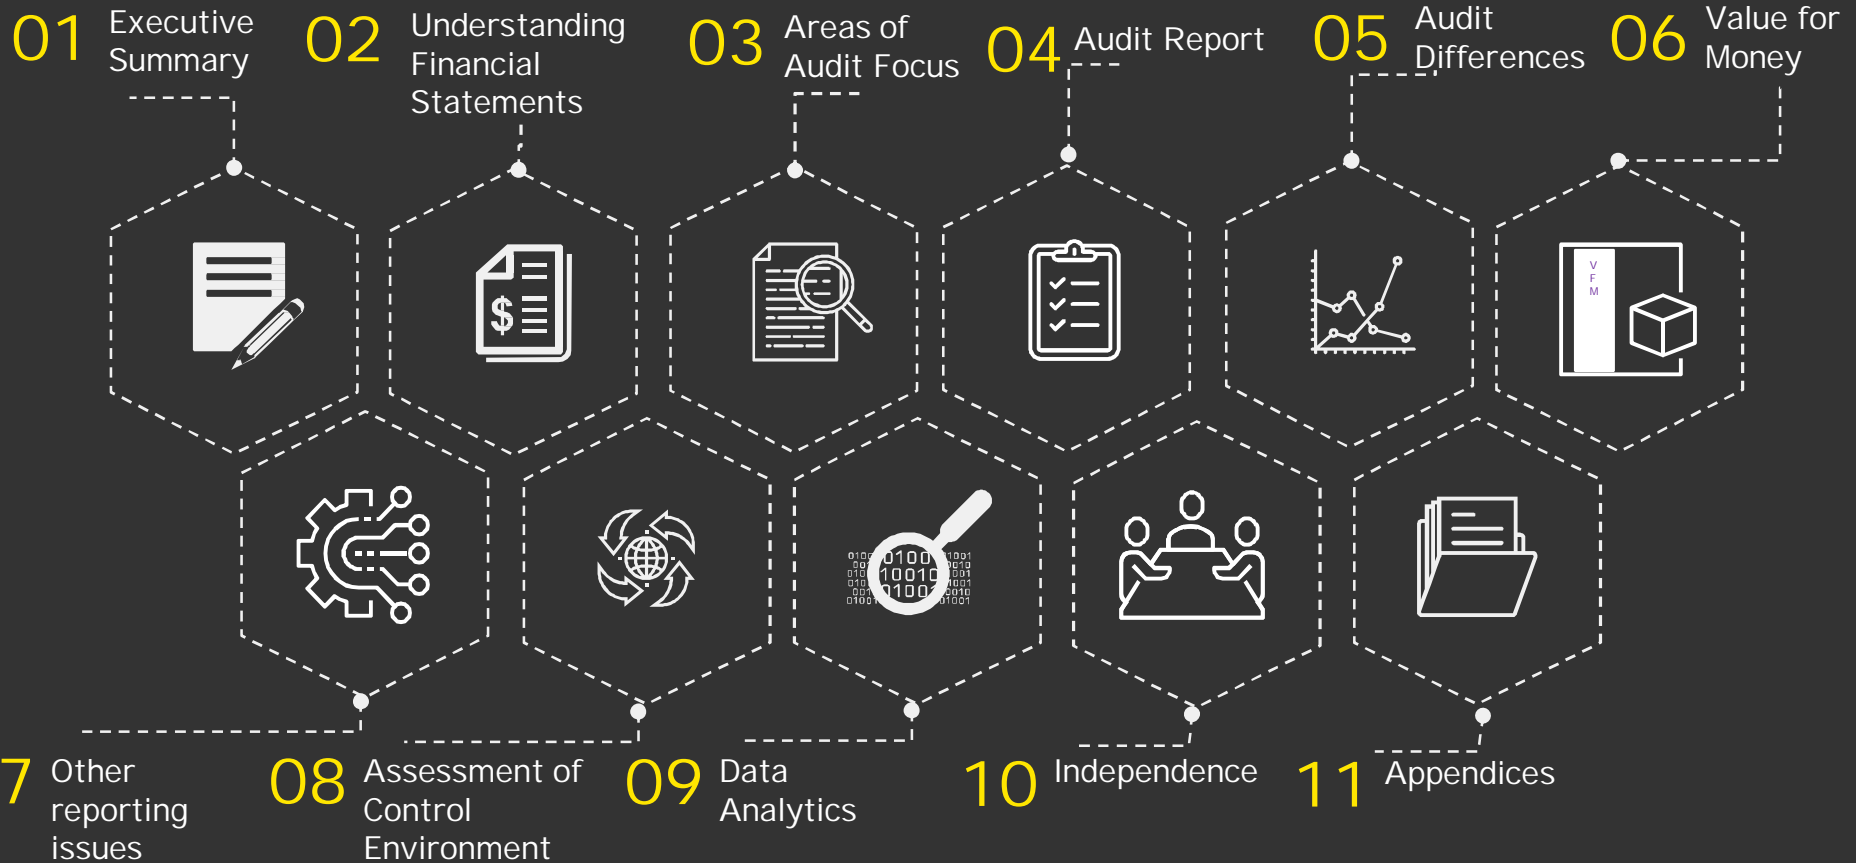 01 Executive
Summary
02 Understanding
Financial
Statements
03 Areas of
Audit Focus
04 Audit Report
05 Audit
Differences
06 Value for
Money
$
V
F
M
7 Other
reporting
issues
08 Assessment of
Control
Environment
09 Data
Analytics
10 Independence
11 Appendices